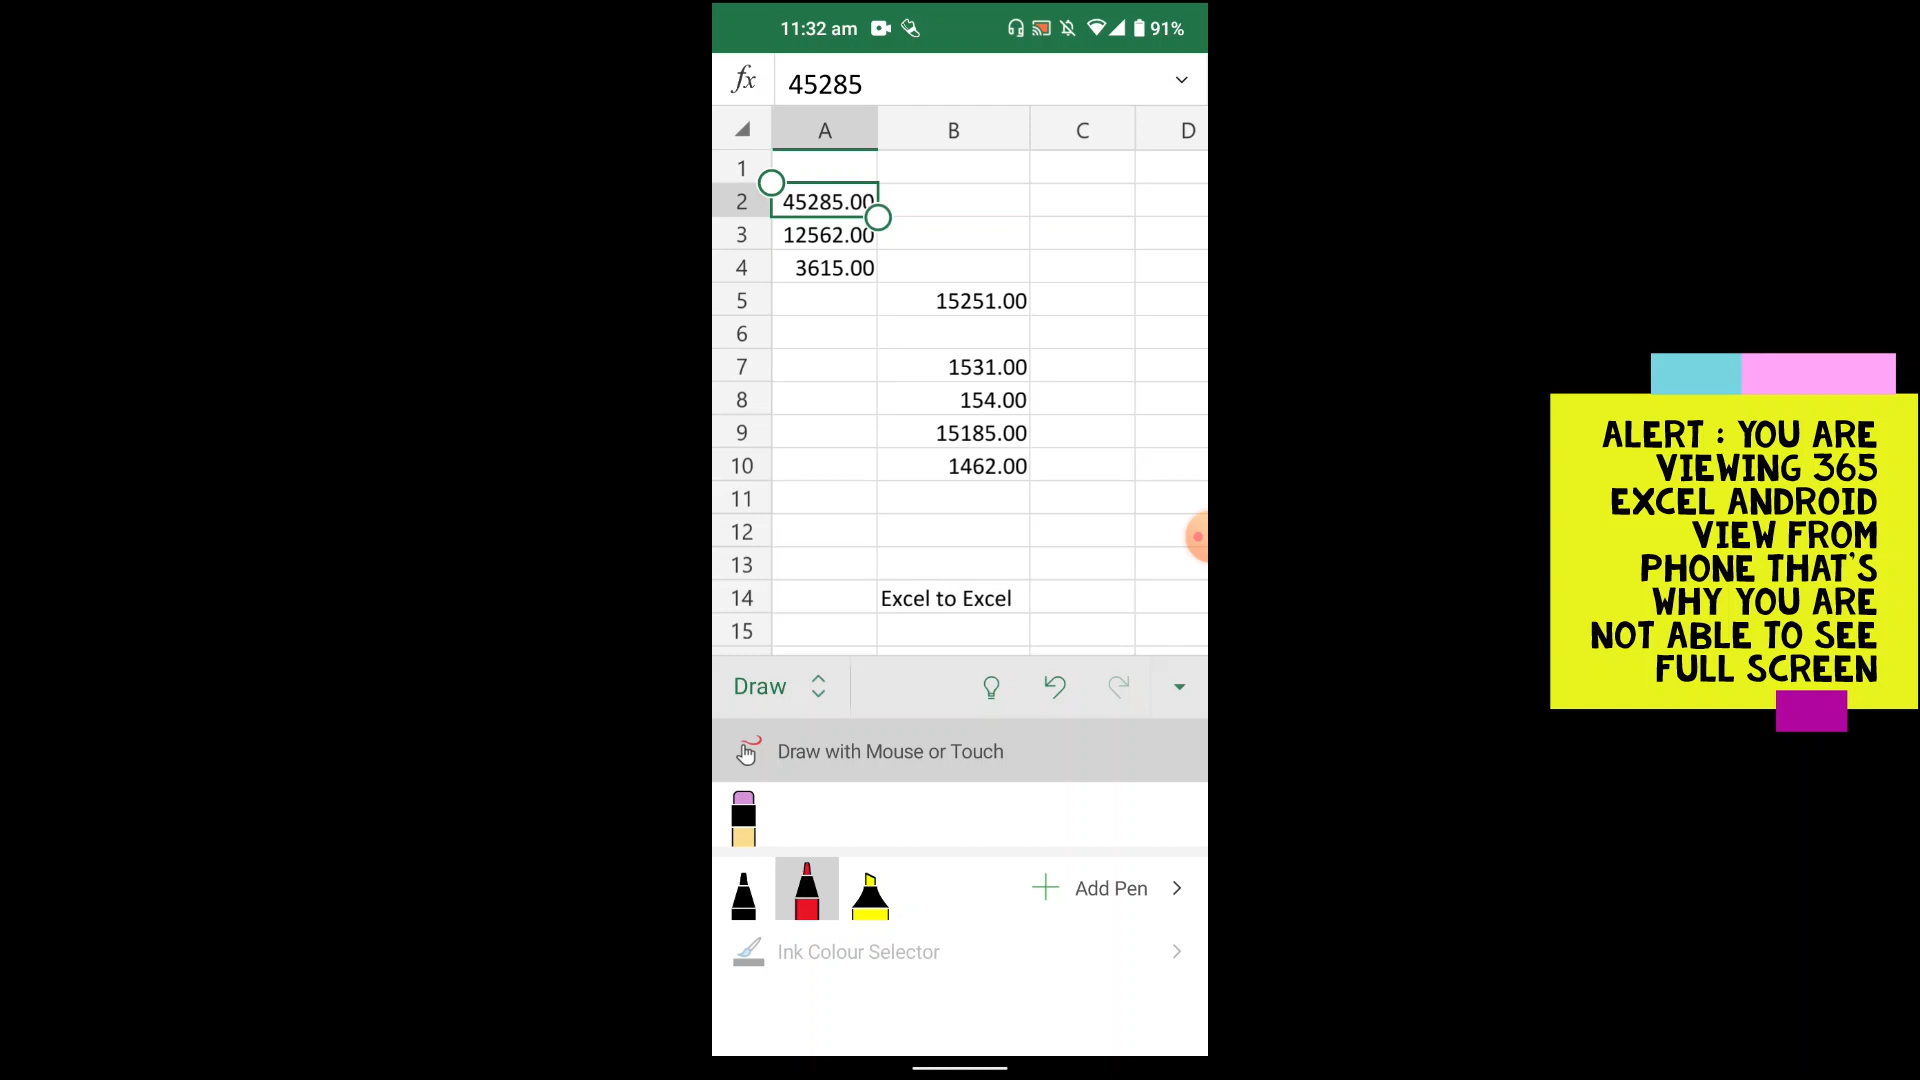 11:32 am 91%
fx 45285
A B C D
1
2 45285.00
3 12562.00
4 3615.00
5 15251.00
6
7 1531.00
8 154.00
9 15185.00
10 1462.00
11
12
13
14 Excel to Excel
15
Draw
Draw with Mouse or Touch
Add Pen
Ink Colour Selector
ALERT : YOU ARE
VIEWING 365
EXCEL ANDROID
VIEW FROM
PHONE THAT'S
WHY YOU ARE
NOT ABLE TO SEE
FULL SCREEN